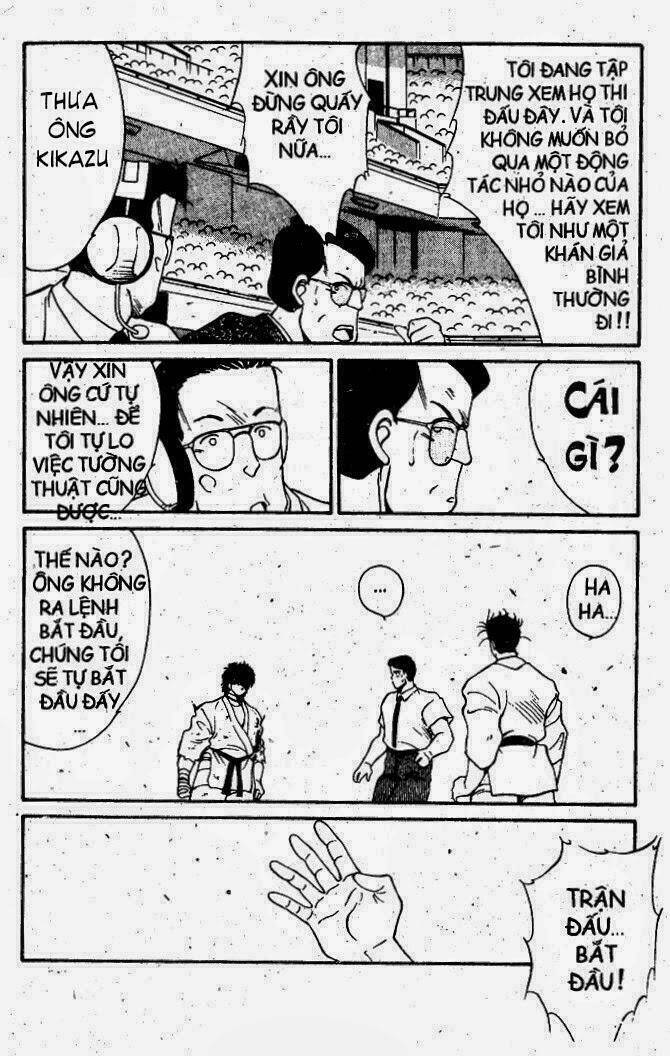 THƯA
ÔNG
KIKAZU
XIN ÔNG
ĐỪNG QUẤY
RẦY TÔI
NỮA...
TÔI ĐANG TẬP
TRUNG XEM HỌ THI
ĐẤU ĐÂY. VÀ TÔI
KHÔNG MUỐN BỎ
QUA MỘT ĐỘNG
TÁC NHỎ NÀO CỦA
HỌ ... HÃY XEM
TÔI NHƯ MỘT
KHÁN GIẢ
BÌNH
THƯỜNG
ĐI!!
VẬY XIN
ÔNG CỨ TỰ
NHIÊN... ĐỂ
TÔI TỰ LO
VIỆC TƯỜNG
THUẬT CŨNG
ĐƯỢC...
CÁI
GÌ?
THẾ NÀO?
ÔNG KHÔNG
RA LỆNH
BẮT ĐẦU,
CHÚNG TÔI
SẼ TỰ BẮT
ĐẦU ĐẤY
...
...
HA
HA...
TRẬN
ĐẤU...
BẮT
ĐẦU!